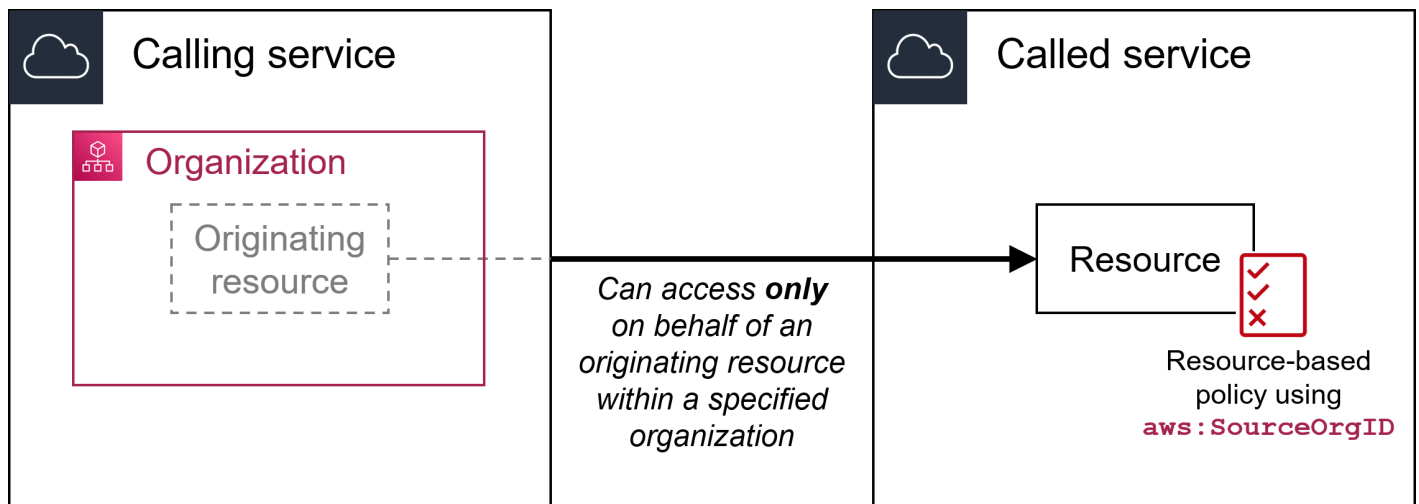 Calling service
Organization
Originating
resource
Can access only
on behalf of an
originating resource
within a specified
organization
Called service
Resource
Resource-based
policy using
aws:SourceOrgID